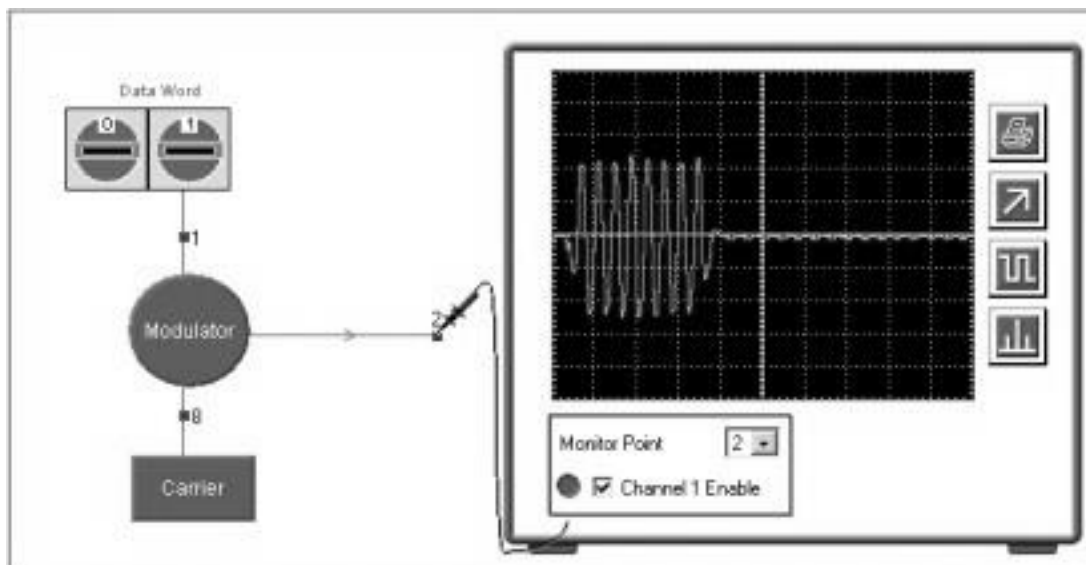 Data Word
0 1
1
Modulator
2
8
Carrier
Monitor Point 2
Channel 1 Enable